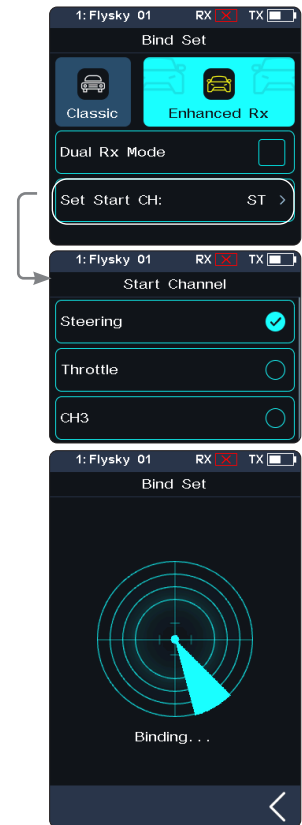 1: Flysky 01 RX TX
Bind Set
Classic Enhanced Rx
Dual Rx Mode
Set Start CH: ST >
1: Flysky 01 RX TX
Start Channel
Steering
Throttle
CH3
1: Flysky 01 RX TX
Bind Set
Binding...